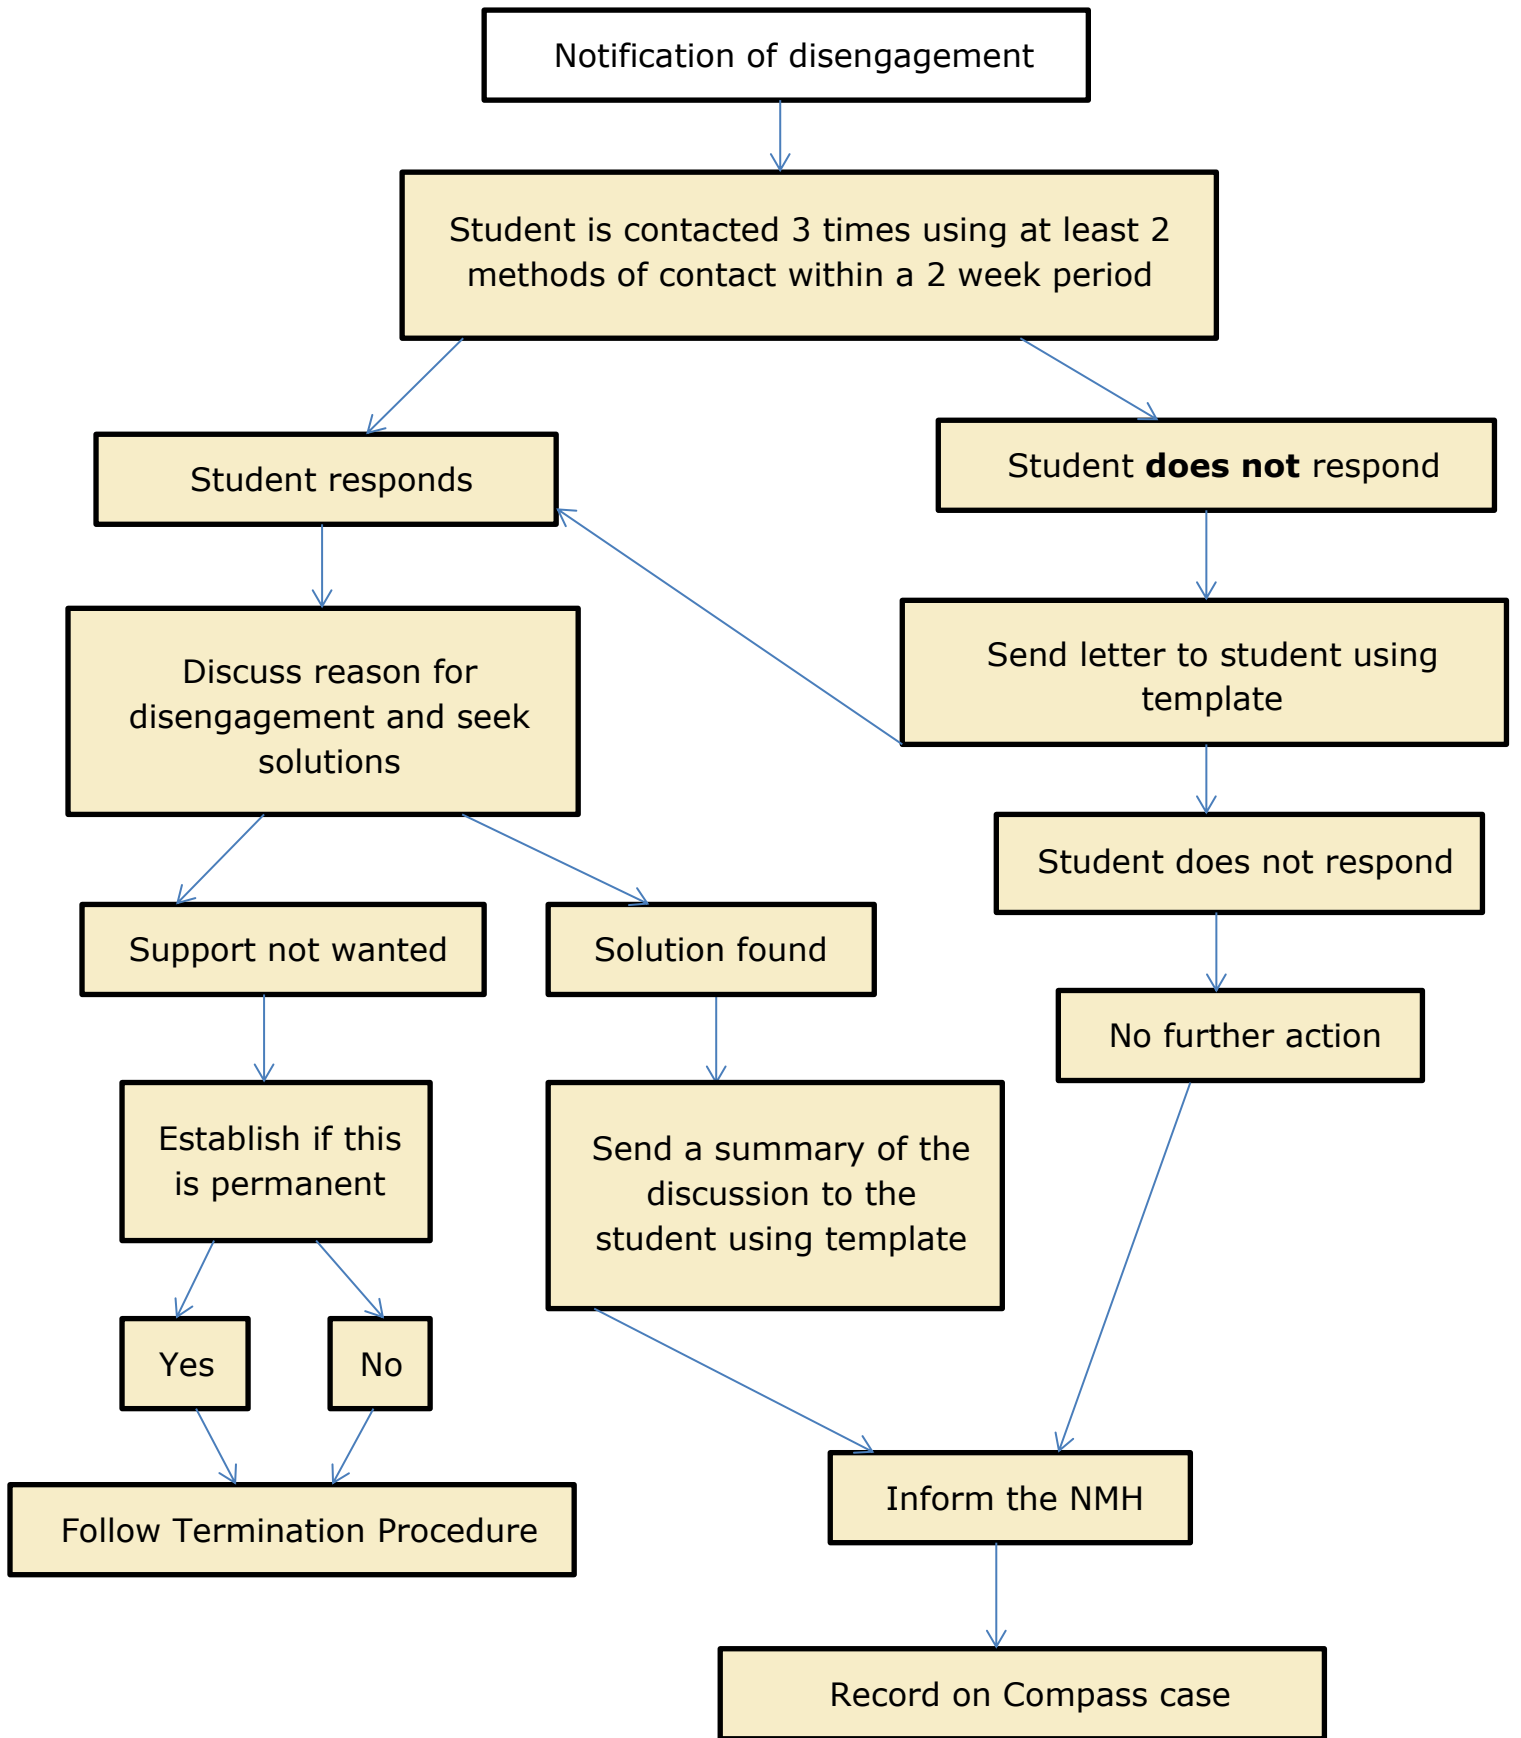 Notification of disengagement
Student is contacted 3 times using at least 2
methods of contact within a 2 week period
Student responds
Student does not respond
Discuss reason for
disengagement and seek
solutions
Send letter to student using
template
Student does not respond
Support not wanted
Solution found
No further action
Establish if this
is permanent
Send a summary of the
discussion to the
student using template
Yes
No
Follow Termination Procedure
Inform the NMH
Record on Compass case